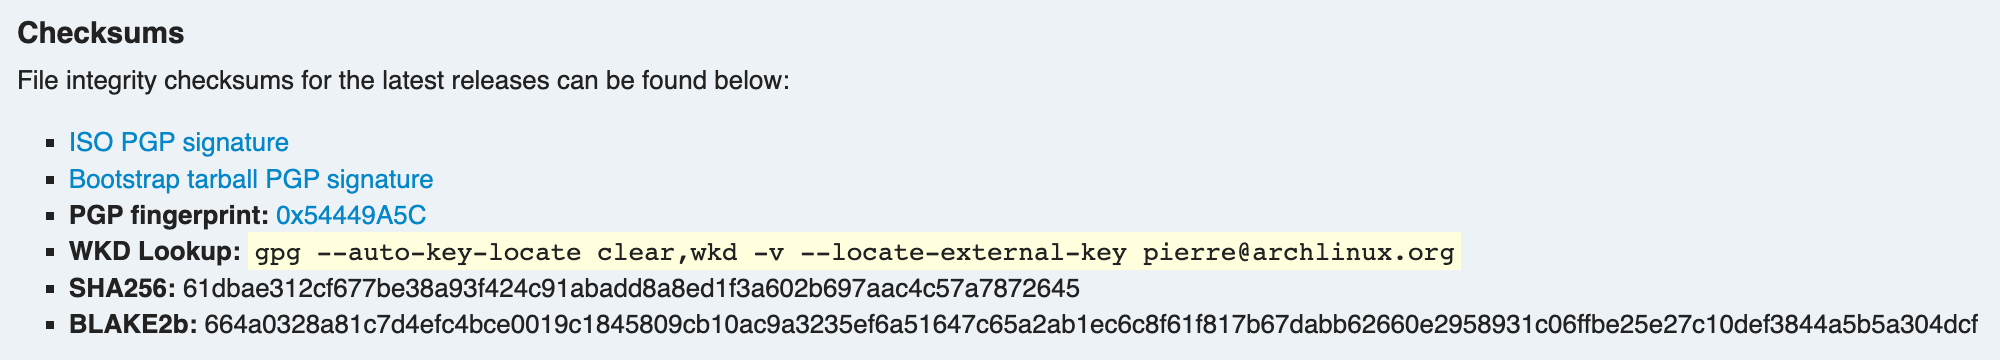 Checksums
File integrity checksums for the latest releases can be found below:
ISO PGP signature
Bootstrap tarball PGP signature
PGP fingerprint: 0x54449A5C
WKD Lookup: gpg --auto-key-locate clear,wkd -v --locate-external-key pierre@archlinux.org
SHA256: 61dbae312cf677be38a93f424c91abadd8a8ed1f3a602b697aac4c57a7872645
BLAKE2b: 664a0328a81c7d4efc4bce0019c1845809cb10ac9a3235ef6a51647c65a2ab1ec6c8f61f817b67dabb62660e2958931c06ffbe25e27c10def3844a5b5a304dcf